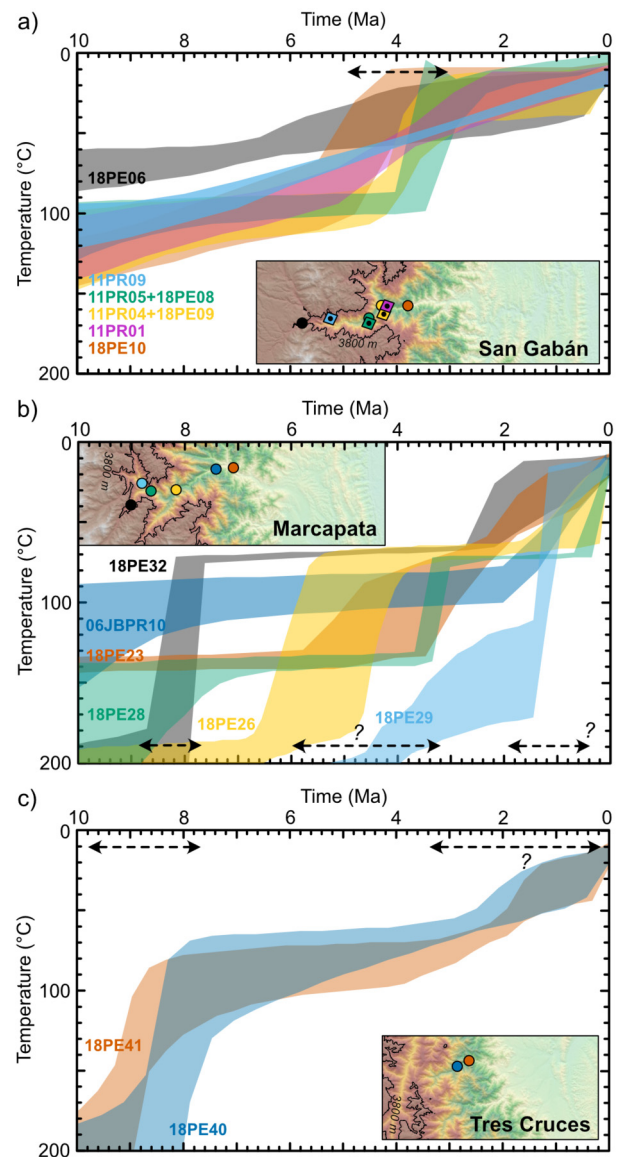 a)
Time (Ma)
10 8 6 4 2 0
0
100
200
Temperature (°C)
18PE06
11PR09
11PR05+18PE08
11PR04+18PE09
11PR01
18PE10
3800 m
San Gabán
b)
Time (Ma)
10 8 6 4 2 0
0
100
200
Temperature (°C)
3800 m
Marcapata
18PE32
06JBPR10
18PE23
18PE28
18PE26
18PE29
?
?
c)
Time (Ma)
10 8 6 4 2 0
0
100
200
Temperature (°C)
?
18PE41
18PE40
3800 m
Tres Cruces